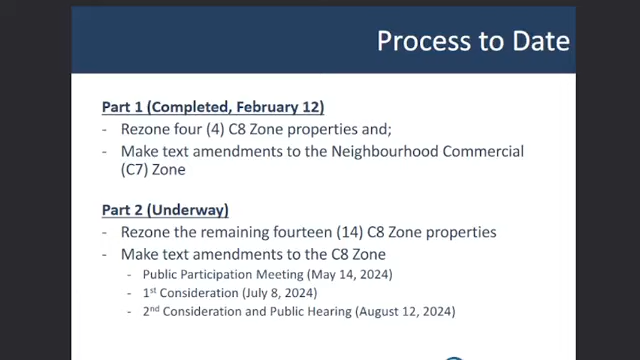 Process to Date
Part 1 (Completed, February 12)
- Rezone four (4) C8 Zone properties and;
- Make text amendments to the Neighbourhood Commercial
(C7) Zone
Part 2 (Underway)
- Rezone the remaining fourteen (14) C8 Zone properties
- Make text amendments to the C8 Zone
- Public Participation Meeting (May 14, 2024)
- 1st Consideration (July 8, 2024)
- 2nd Consideration and Public Hearing (August 12, 2024)